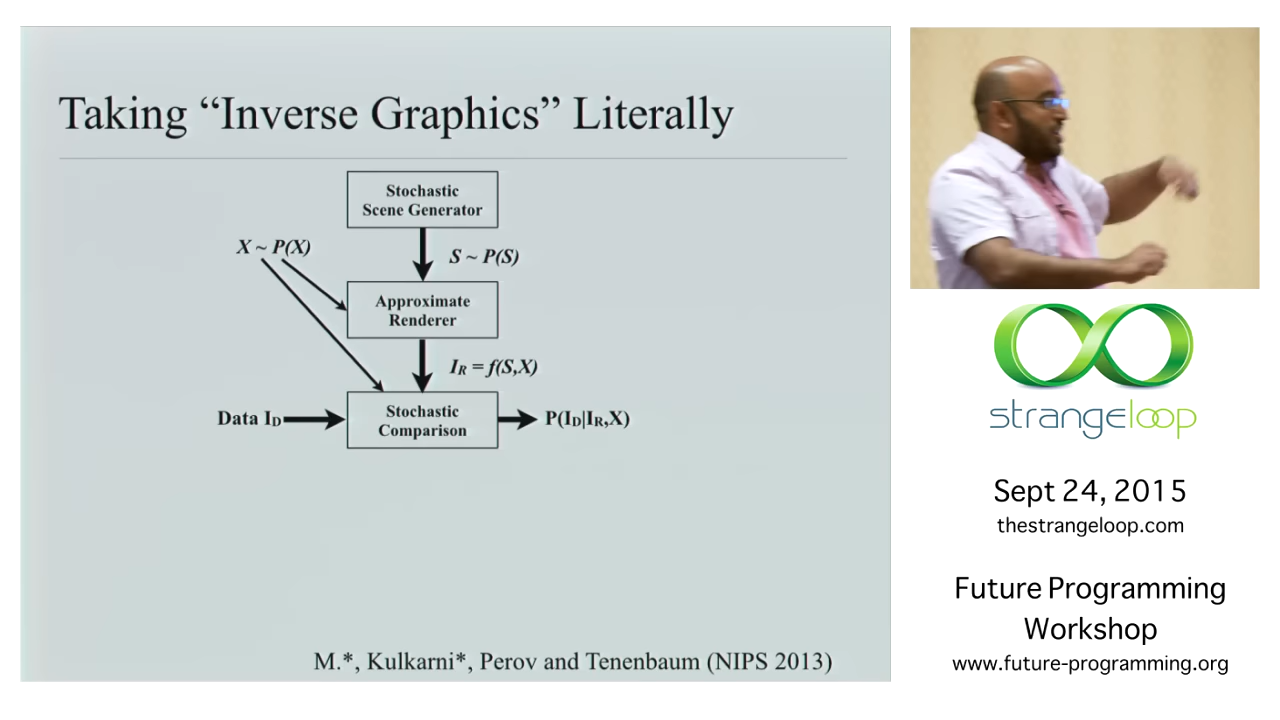 Taking “Inverse Graphics” Literally
Stochastic
Scene Generator
X ~ P(X)
S ~ P(S)
Approximate
Renderer
I_R = f(S,X)
Data I_D
Stochastic
Comparison
P(I_D|I_R,X)
M.*, Kulkarni*, Perov and Tenenbaum (NIPS 2013)
strangeloop
Sept 24, 2015
thestrangeloop.com
Future Programming
Workshop
www.future-programming.org